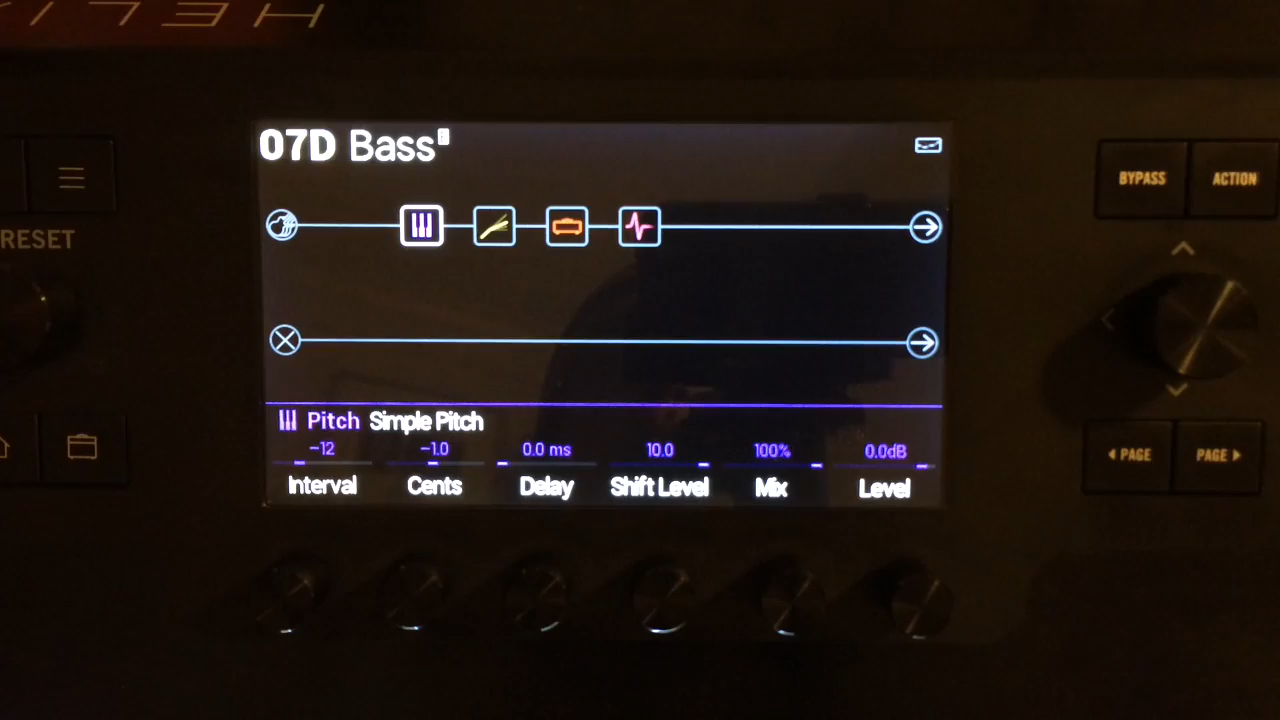 HELIX
07D Bass
BYPASS
ACTION
RESET
Pitch Simple Pitch
-12 -1.0 0.0 ms 10.0 100% 0.0dB
Interval Cents Delay Shift Level Mix Level
PAGE
PAGE